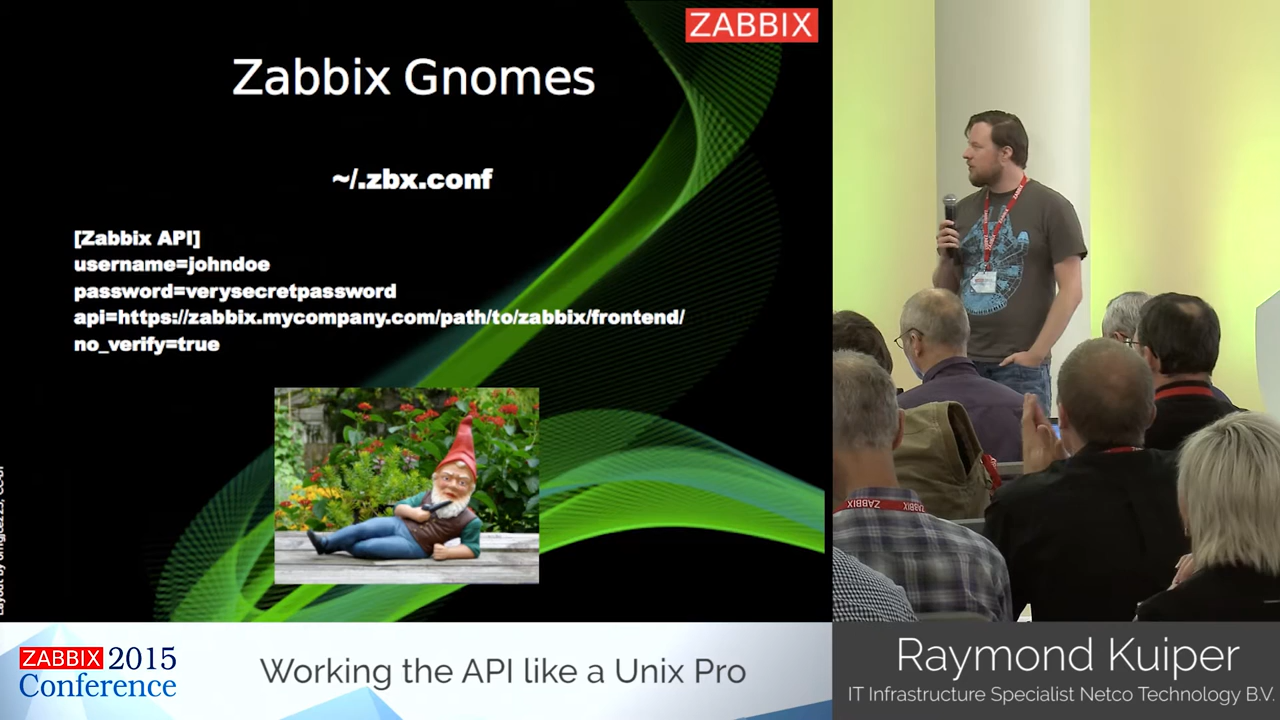 ZABBIX
Zabbix Gnomes
~/.zbx.conf
[Zabbix API]
username=johndoe
password=verysecretpassword
api=https://zabbix.mycompany.com/path/to/zabbix/frontend/
no_verify=true
ZABBIX
ZABBIX 2015
Conference
Working the API like a Unix Pro
Raymond Kuiper
IT Infrastructure Specialist Netco Technology B.V.